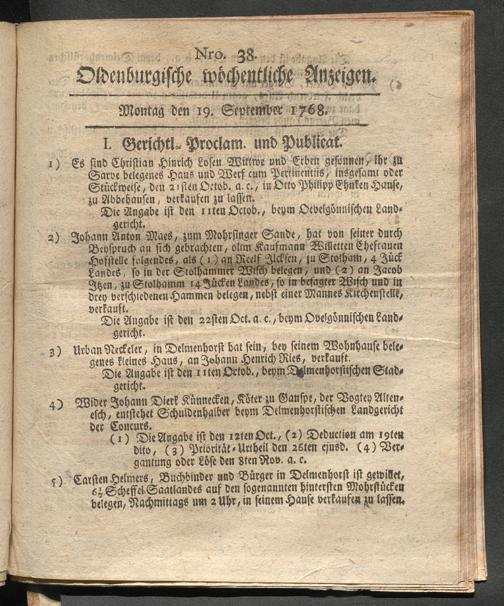 Nro. 38.
Oldenburgische wöchentliche Anzeigen.
Montag den 19. September 1768.
I. Gerichtl. Proclam. und Publicat.
1) Es sind Christian Hinrich Losen Wittwe und Erben gesonnen, ihr zu
Sarve belegenes Haus und Werf cum Pertinentiis, insgesamt oder
Stückweise, den 21sten Octob. a. c., in Otto Philipp Ehnken Hause,
zu Abbehausen, verkaufen zu lassen.
Die Angabe ist den 11ten Octob., beym Oevelgönnischen Land-
gericht.
2) Johann Anton Maes, zum Mohrsinger Sande, hat von seiner durch
Beyspruch an sich gebrachten, olim Kaufmann Willetten Ehefrauen
Hofstelle folgendes, als (1) an Reelf Jlcksen, zu Stolham, 4 Jück
Landes, so in der Stolhammer Wisch belegen, und (2) an Jacob
Itzen, zu Stolhamm 14 Jücken Landes, so in besagter Wisch und in
drey verschiedenen Hammen belegen, nebst einer Mannes Kirchenstelle,
verkauft.
Die Angabe ist den 22sten Oct. a. c., beym Ovelgönnischen Land-
gericht.
3) Urban Neckeler, in Delmenhorst hat sein, bey seinem Wohnhause bele-
genes kleines Haus, an Johann Henrich Ries, verkauft.
Die Angabe ist den 11ten Octob., beym Delmenhorstischen Stad-
gericht.
4) Wider Johann Dierk Künnecken, Köter zu Ganspe, der Vogtey Alten-
esch, entstehet Schuldenhalber beym Delmenhorstischen Landgericht
der Concurs.
(1) Die Angabe ist den 12ten Oct., (2) Deduction am 19ten
dito, (3) Priorität-Urtheil den 26ten ejusd. (4) Ver-
gantung oder Löse den 8ten Nov. a. c.
5) Carsten Helmers, Buchbinder und Bürger in Delmenhorst ist gewillet,
6½ Scheffel Saatlandes auf den sogenannten hintersten Mohrstücken
belegen, Nachmittags um 2 Uhr, in seinem Hause verkaufen zu lassen.